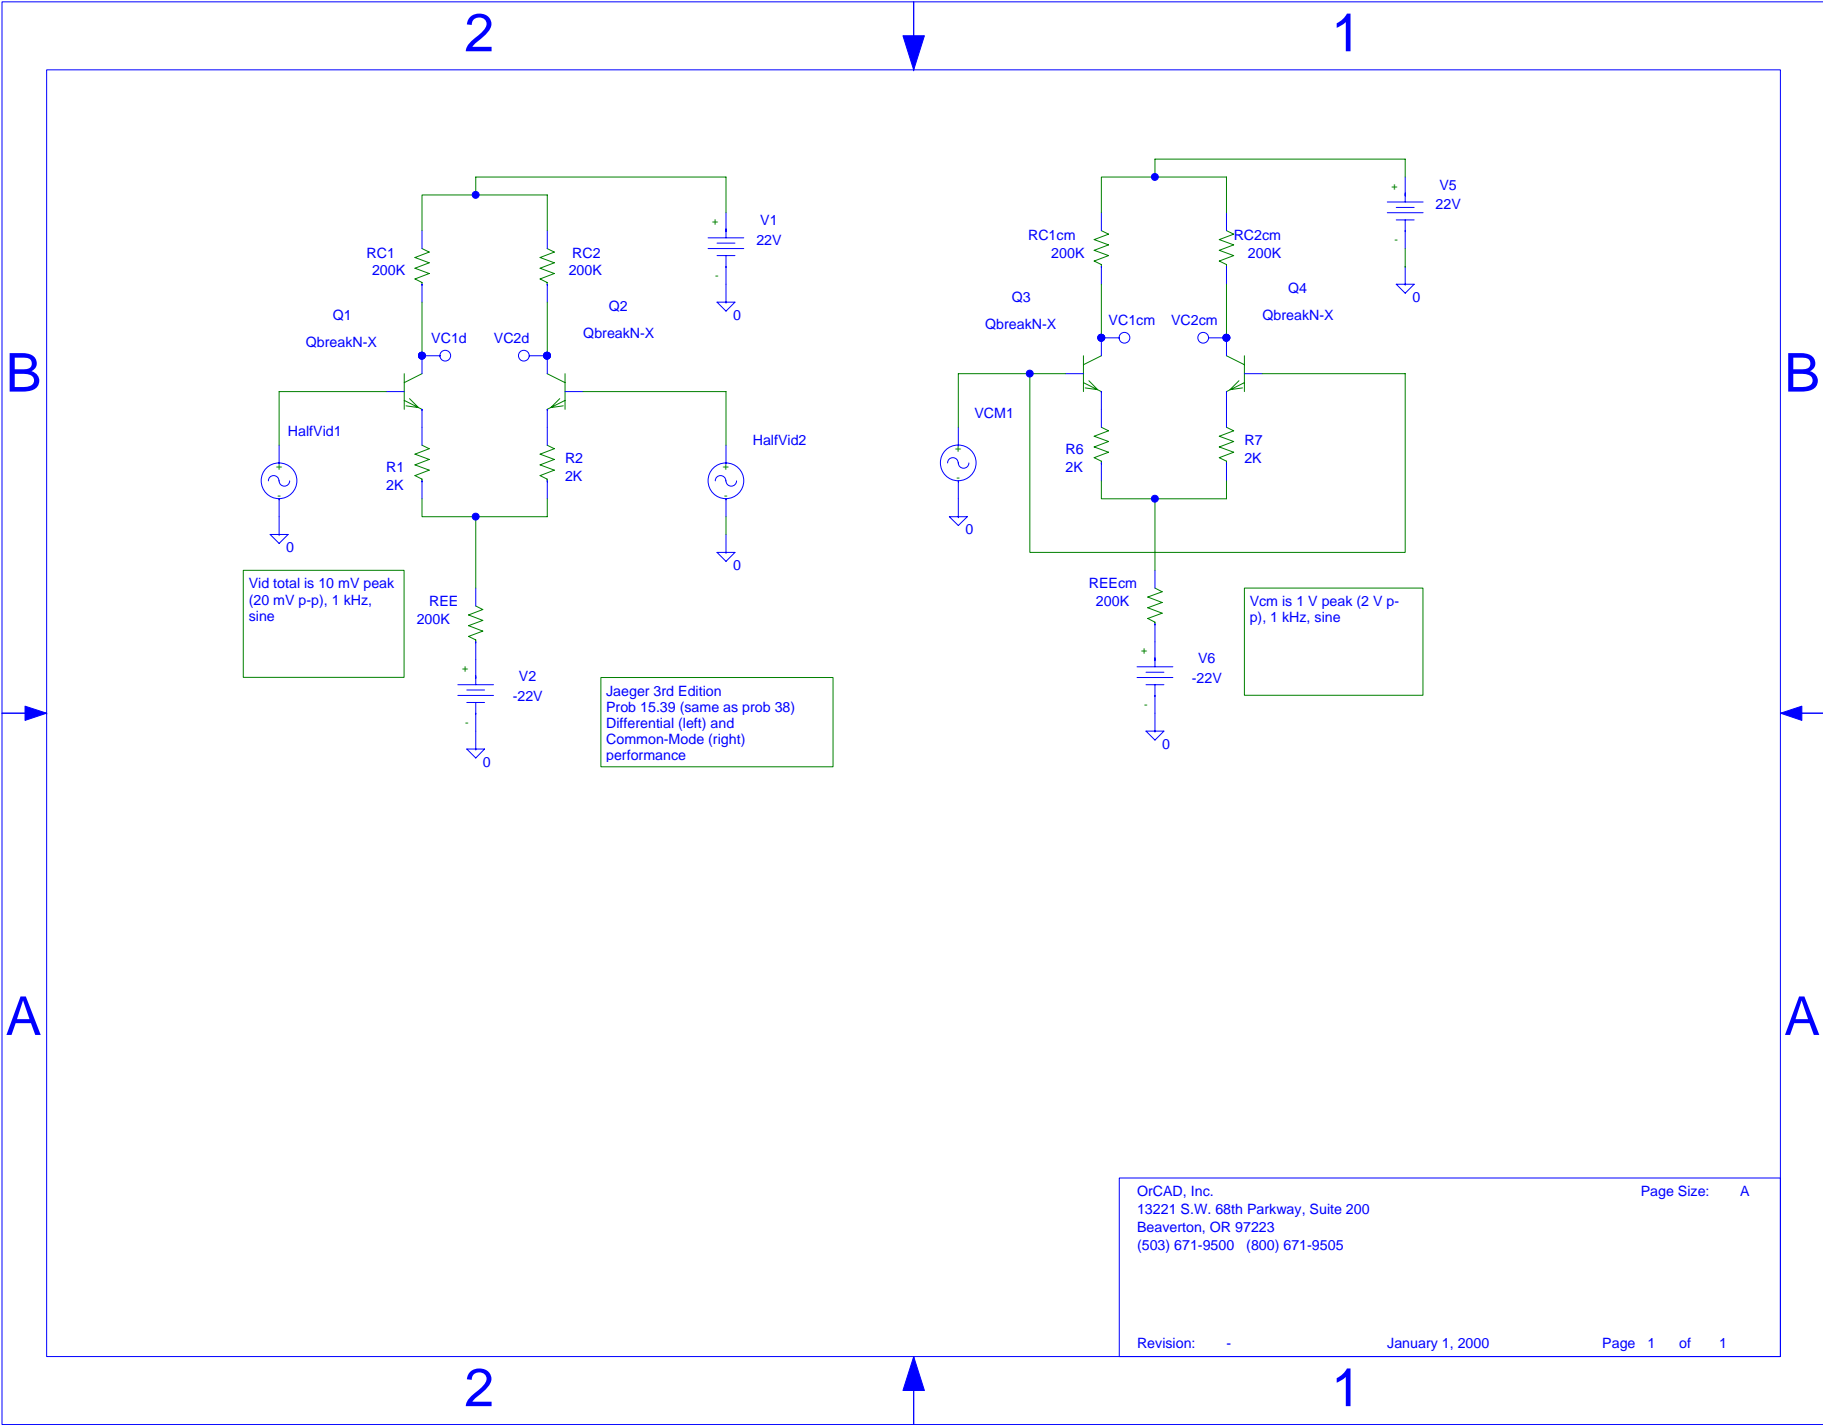 2
1
B
B
A
A
2
1
RC1
200K
RC2
200K
V1
22V
+
-
0
Q1
QbreakN-X
Q2
QbreakN-X
VC1d
VC2d
HalfVid1
+
-
0
HalfVid2
+
-
0
R1
2K
R2
2K
Vid total is 10 mV peak
(20 mV p-p), 1 kHz,
sine
REE
200K
V2
-22V
+
-
0
Jaeger 3rd Edition
Prob 15.39 (same as prob 38)
Differential (left) and
Common-Mode (right)
performance
RC1cm
200K
RC2cm
200K
V5
22V
+
-
0
Q3
QbreakN-X
Q4
QbreakN-X
VC1cm
VC2cm
VCM1
+
-
0
R6
2K
R7
2K
REEcm
200K
V6
-22V
+
-
0
Vcm is 1 V peak (2 V p-
p), 1 kHz, sine
OrCAD, Inc.
13221 S.W. 68th Parkway, Suite 200
Beaverton, OR 97223
(503) 671-9500 (800) 671-9505
Page Size: A
Revision: - January 1, 2000 Page 1 of 1